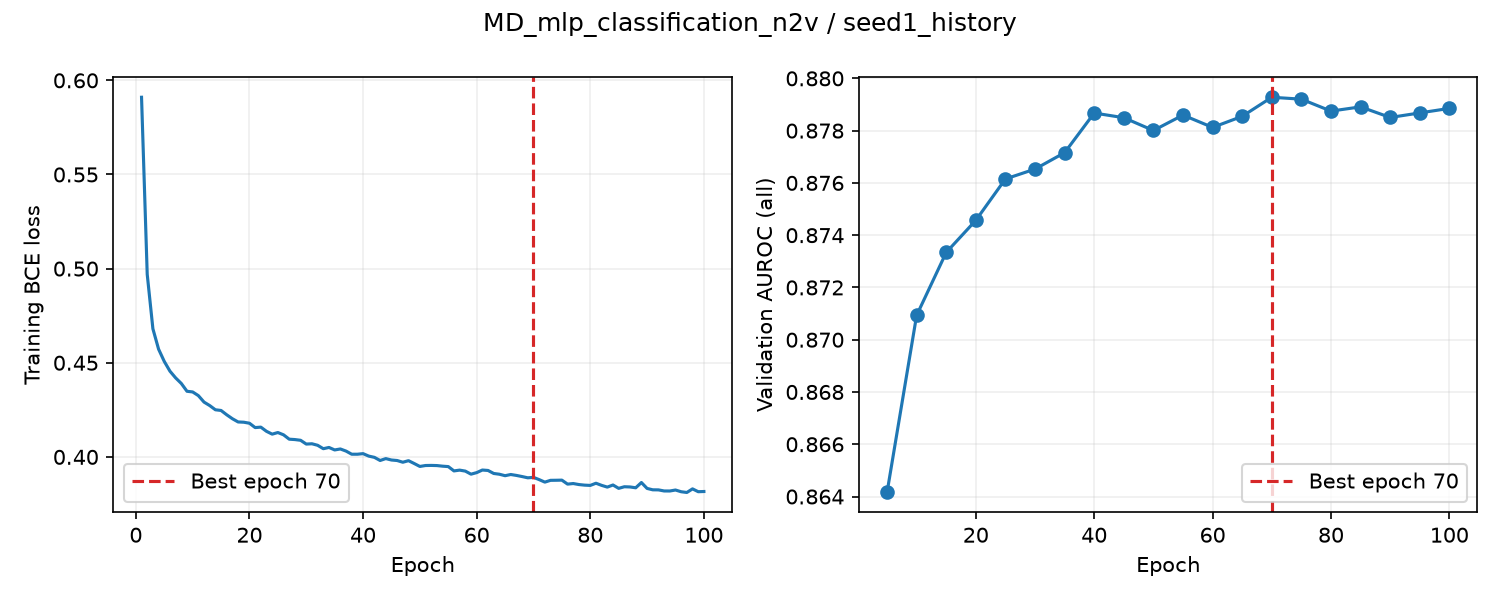 MD_mlp_classification_n2v / seed1_history
0.60
0.55
0.50
0.45
0.40
Training BCE loss
Best epoch 70
0 20 40 60 80 100
Epoch
0.880
0.878
0.876
0.874
0.872
0.870
0.868
0.866
0.864
Validation AUROC (all)
Best epoch 70
20 40 60 80 100
Epoch